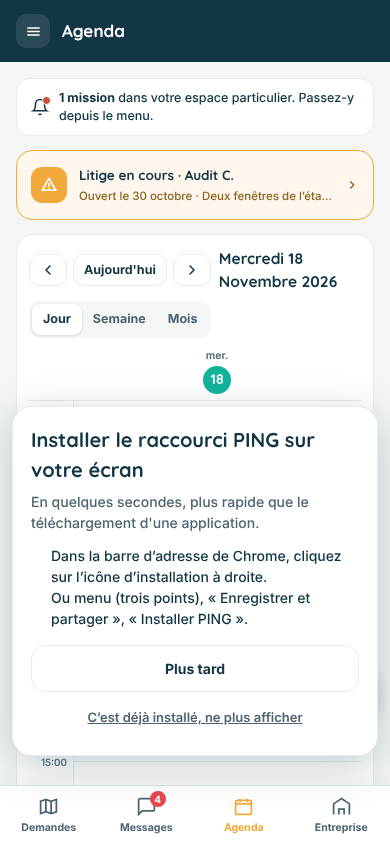 Agenda
1 mission dans votre espace particulier. Passez-y
depuis le menu.
Litige en cours · Audit C.
Ouvert le 30 octobre · Deux fenêtres de l'éta...
Aujourd'hui
Mercredi 18
Novembre 2026
Jour
Semaine
Mois
mer.
18
Installer le raccourci PING sur
votre écran
En quelques secondes, plus rapide que le
téléchargement d'une application.
Dans la barre d'adresse de Chrome, cliquez
sur l'icône d'installation à droite.
Ou menu (trois points), « Enregistrer et
partager », « Installer PING ».
Plus tard
C'est déjà installé, ne plus afficher
15:00
4
Demandes
Messages
Agenda
Entreprise